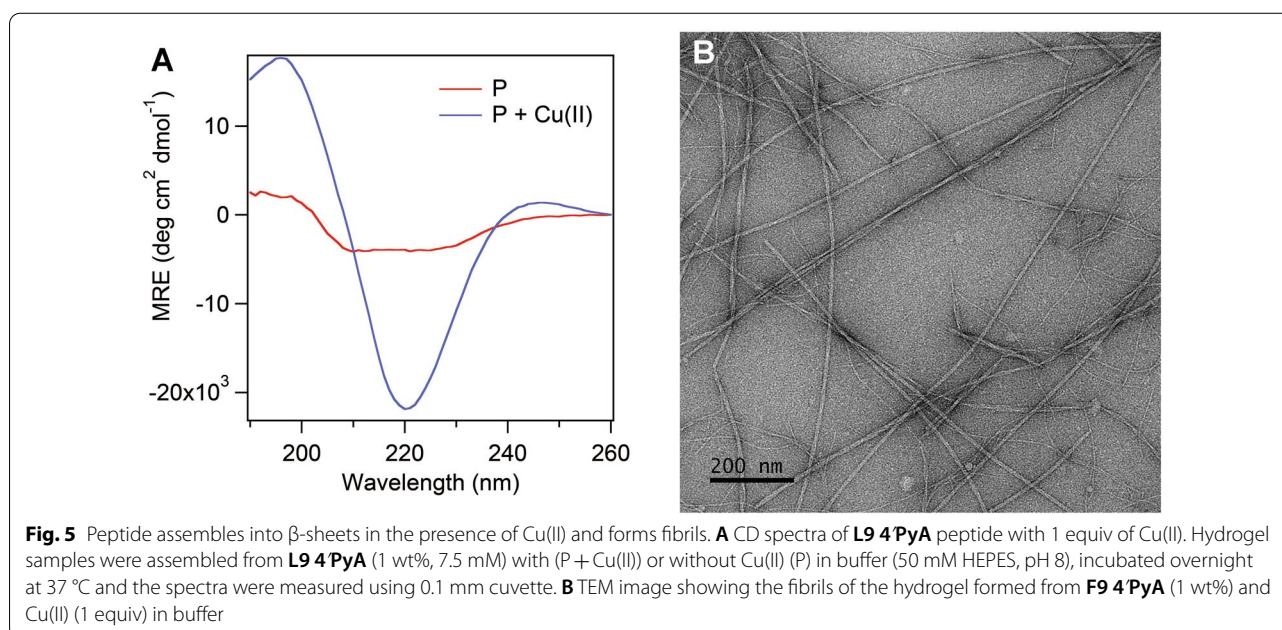 A
P
P + Cu(II)
10
0
-10
-20x10³
MRE (deg cm² dmol⁻¹)
200
220
240
260
Wavelength (nm)
B
200 nm
Fig. 5 Peptide assembles into β-sheets in the presence of Cu(II) and forms fibrils. A CD spectra of L9 4′PyA peptide with 1 equiv of Cu(II). Hydrogel
samples were assembled from L9 4′PyA (1 wt%, 7.5 mM) with (P + Cu(II)) or without Cu(II) (P) in buffer (50 mM HEPES, pH 8), incubated overnight
at 37 °C and the spectra were measured using 0.1 mm cuvette. B TEM image showing the fibrils of the hydrogel formed from F9 4′PyA (1 wt%) and
Cu(II) (1 equiv) in buffer